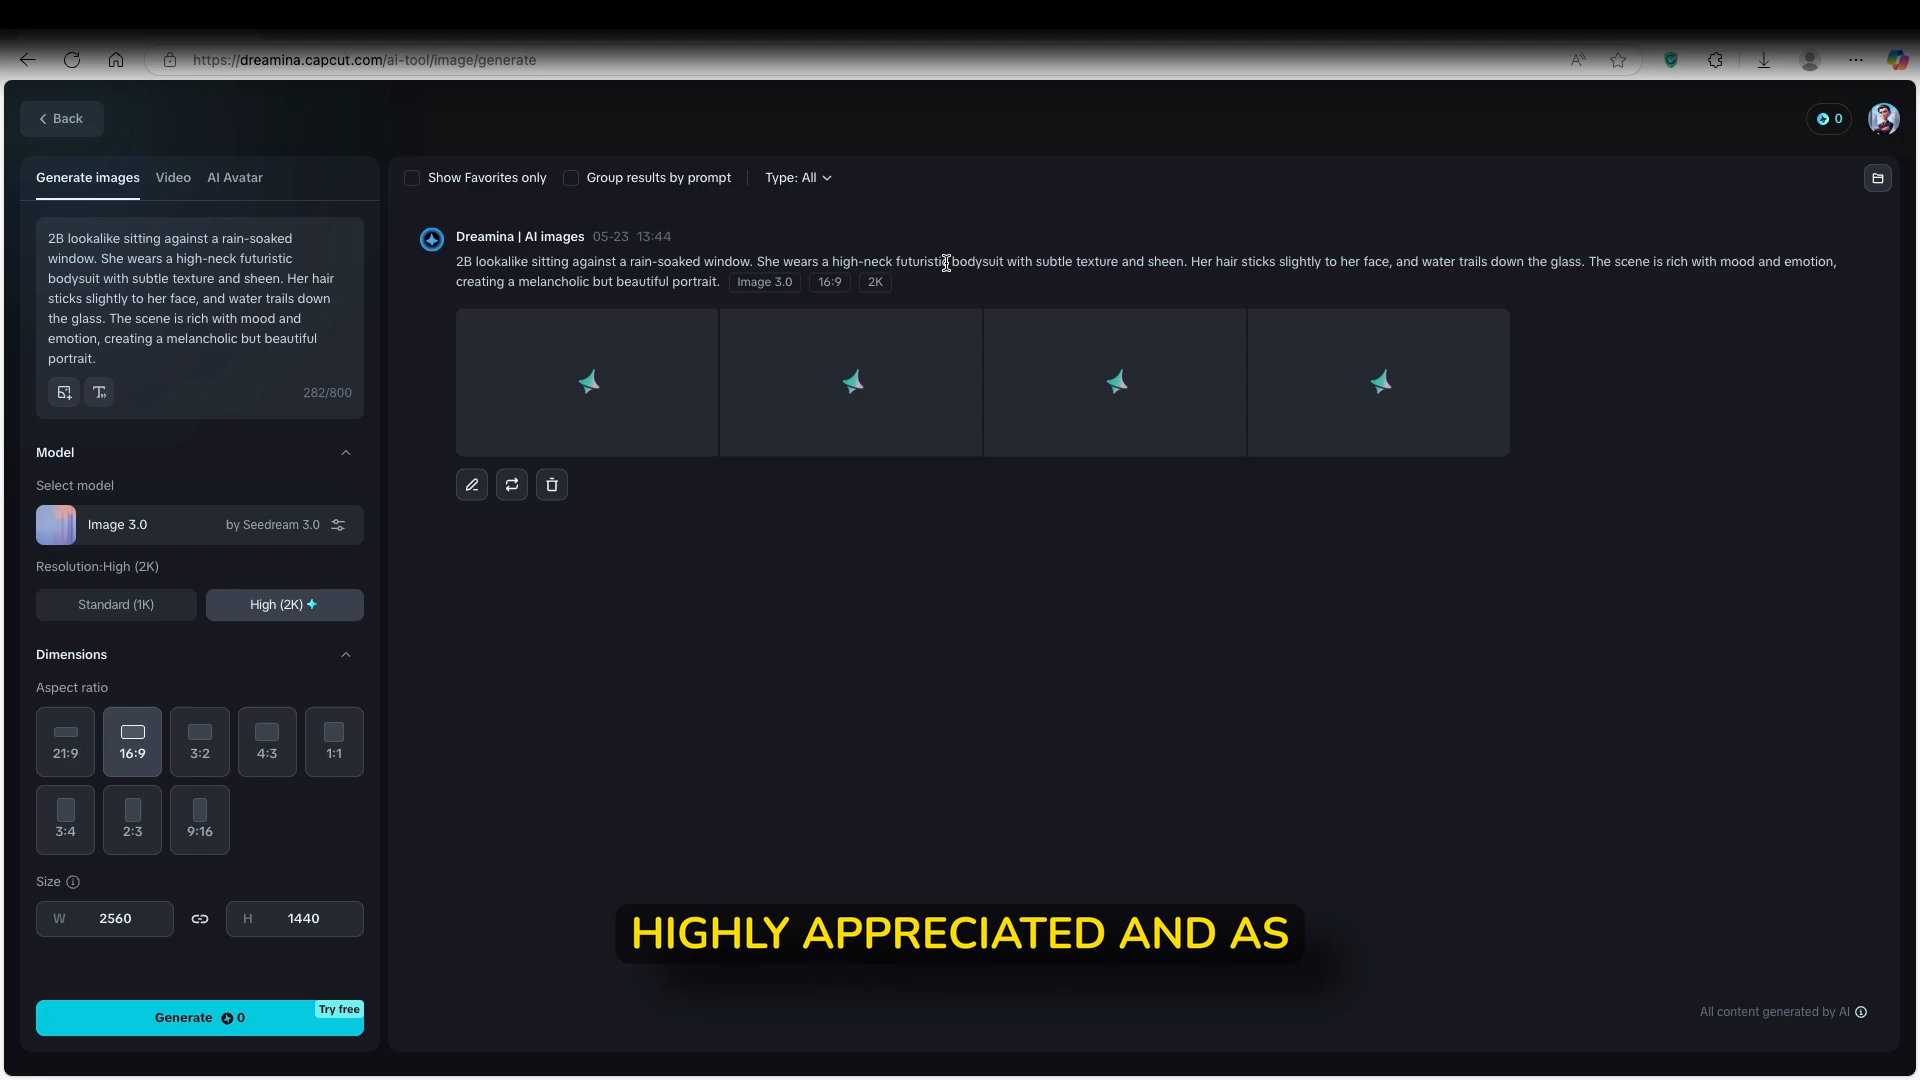 https://dreamina.capcut.com/ai-tool/image/generate
Back
0
Generate images Video AI Avatar
Show Favorites only Group results by prompt Type: All
2B lookalike sitting against a rain-soaked
window. She wears a high-neck futuristic
bodysuit with subtle texture and sheen. Her hair
sticks slightly to her face, and water trails down
the glass. The scene is rich with mood and
emotion, creating a melancholic but beautiful
portrait.
282/800
Dreamina | AI images 05-23 13:44
2B lookalike sitting against a rain-soaked window. She wears a high-neck futuristic bodysuit with subtle texture and sheen. Her hair sticks slightly to her face, and water trails down the glass. The scene is rich with mood and emotion,
creating a melancholic but beautiful portrait. Image 3.0 16:9 2K
Model
Select model
Image 3.0 by Seedream 3.0
Resolution:High (2K)
Standard (1K) High (2K)
Dimensions
Aspect ratio
21:9 16:9 3:2 4:3 1:1
3:4 2:3 9:16
Size
W 2560 H 1440
Try free
Generate 0
HIGHLY APPRECIATED AND AS
All content generated by AI